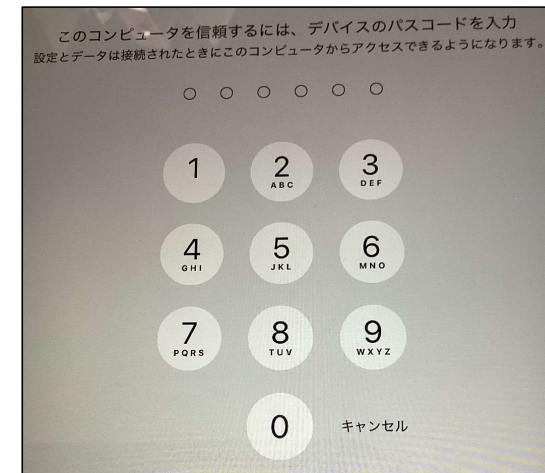 このコンピュータを信頼するには、デバイスのパスコードを入力
設定とデータは接続されたときにこのコンピュータからアクセスできるようになります。
1 2 3
ABC DEF
4 5 6
GHI JKL MNO
7 8 9
PQRS TUV WXYZ
0 キャンセル